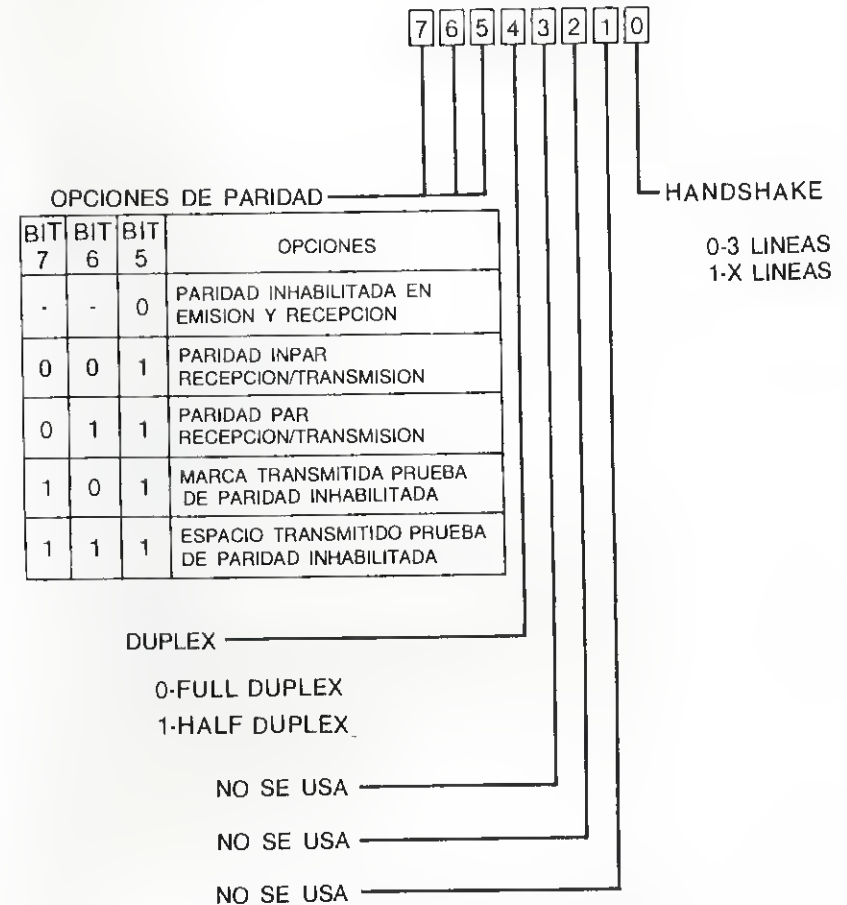 7 6 5 4 3 2 1 0
OPCIONES DE PARIDAD
HANDSHAKE
0-3 LINEAS
1-X LINEAS
BIT 7 BIT 6 BIT 5 OPCIONES
- - 0 PARIDAD INHABILITADA EN
EMISION Y RECEPCION
0 0 1 PARIDAD INPAR
RECEPCION/TRANSMISION
0 1 1 PARIDAD PAR
RECEPCION/TRANSMISION
1 0 1 MARCA TRANSMITIDA PRUEBA
DE PARIDAD INHABILITADA
1 1 1 ESPACIO TRANSMITIDO PRUEBA
DE PARIDAD INHABILITADA
DUPLEX
0-FULL DUPLEX
1-HALF DUPLEX
NO SE USA
NO SE USA
NO SE USA